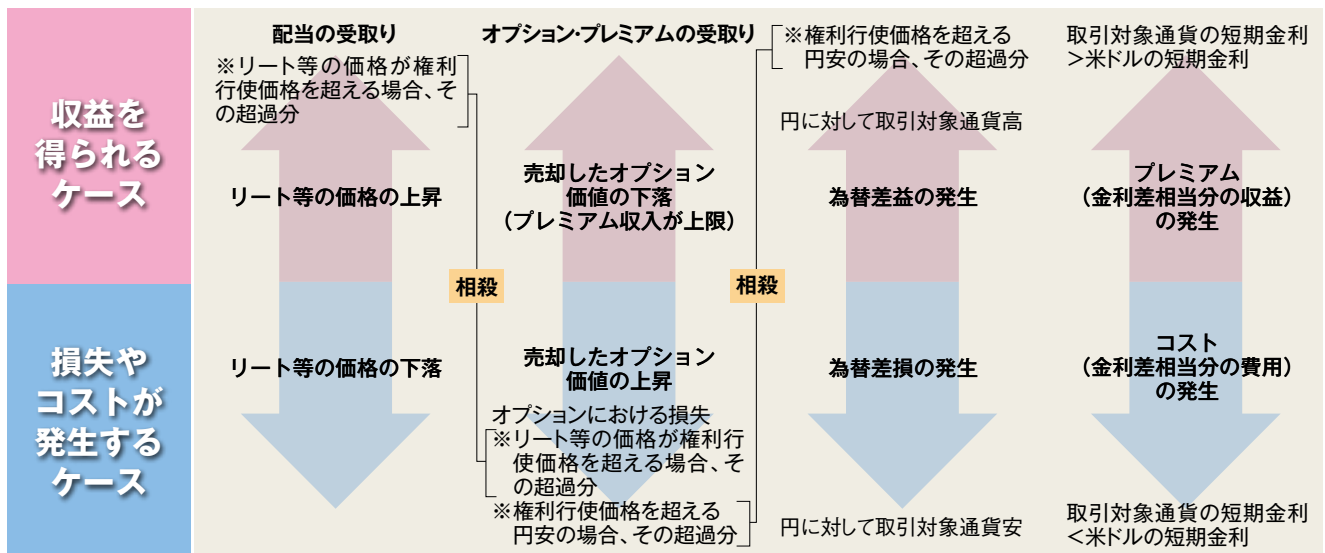 収益を
得られる
ケース
配当の受取り
※リート等の価格が権利
行使価格を超える場合、そ
の超過分
リート等の価格の上昇
オプション・プレミアムの受取り
売却したオプション
価値の下落
（プレミアム収入が上限）
※権利行使価格を超える
円安の場合、その超過分
円に対して取引対象通貨高
為替差益の発生
取引対象通貨の短期金利
＞米ドルの短期金利
プレミアム
（金利差相当分の収益）
の発生
相殺
相殺
損失や
コストが
発生する
ケース
リート等の価格の下落
売却したオプション
価値の上昇
オプションにおける損失
※リート等の価格が権利行
使価格を超える場合、そ
の超過分
※権利行使価格を超える
円安の場合、その超過分
為替差損の発生
円に対して取引対象通貨安
コスト
（金利差相当分の費用）
の発生
取引対象通貨の短期金利
＜米ドルの短期金利